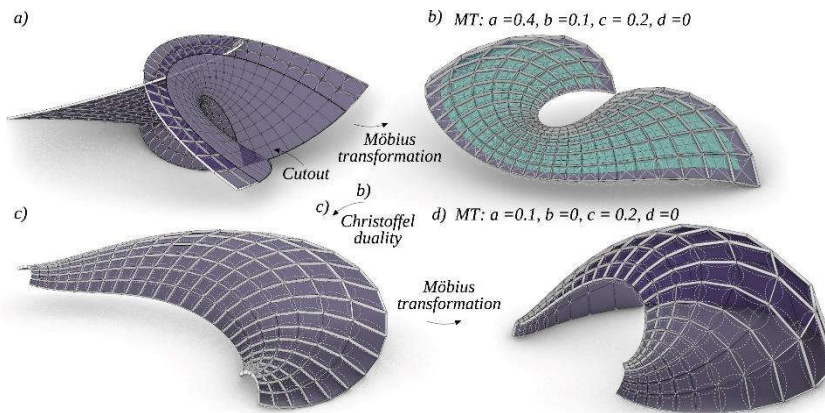 a)
b) MT: a =0.4, b =0.1, c = 0.2, d =0
Möbius
transformation
Cutout
b)
c)
Christoffel
duality
c)
d) MT: a =0.1, b =0, c = 0.2, d =0
Möbius
transformation